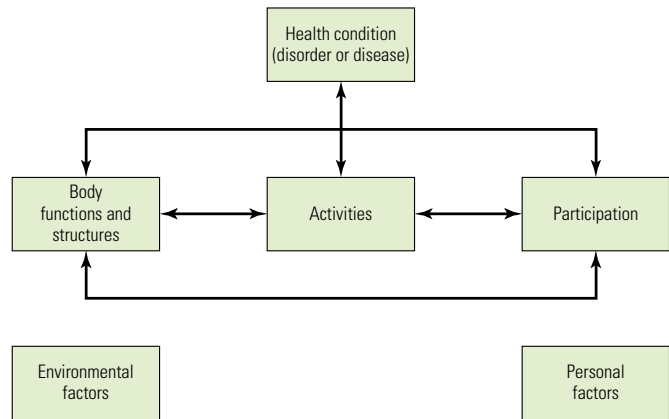 Health condition
(disorder or disease)
Body
functions and
structures
Activities
Participation
Environmental
factors
Personal
factors